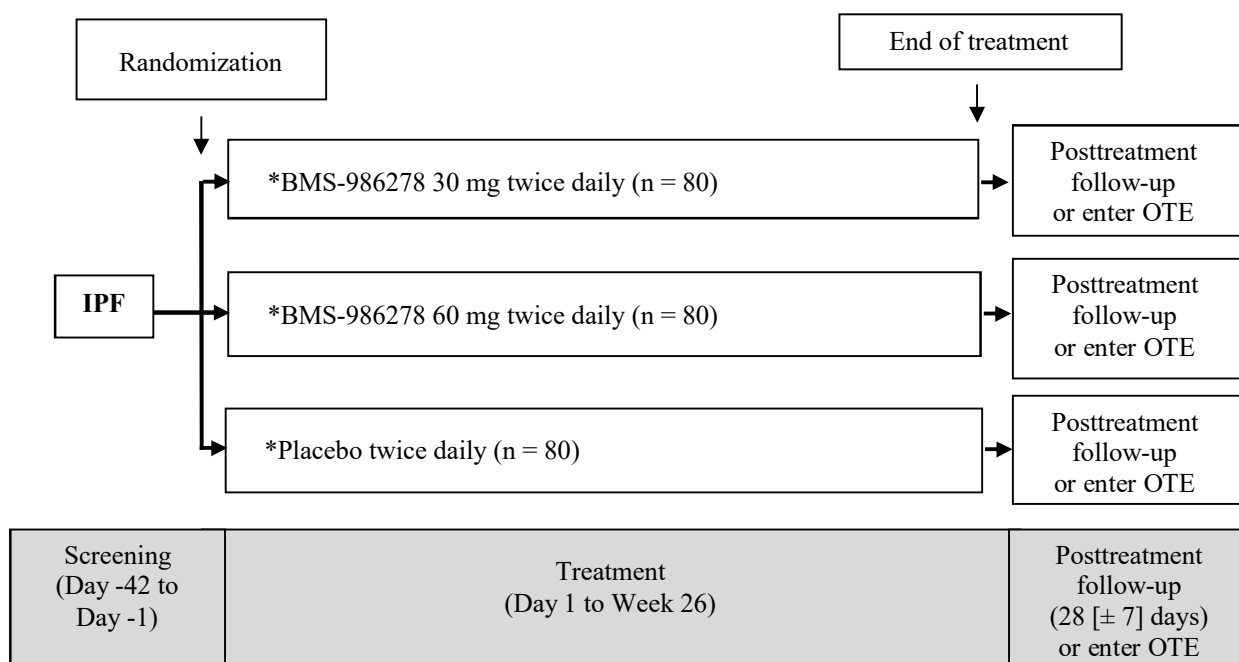 Randomization
End of treatment
*BMS-986278 30 mg twice daily (n = 80)
Posttreatment
follow-up
or enter OTE
IPF
*BMS-986278 60 mg twice daily (n = 80)
Posttreatment
follow-up
or enter OTE
*Placebo twice daily (n = 80)
Posttreatment
follow-up
or enter OTE
Screening
(Day -42 to
Day -1)
Treatment
(Day 1 to Week 26)
Posttreatment
follow-up
(28 [± 7] days)
or enter OTE